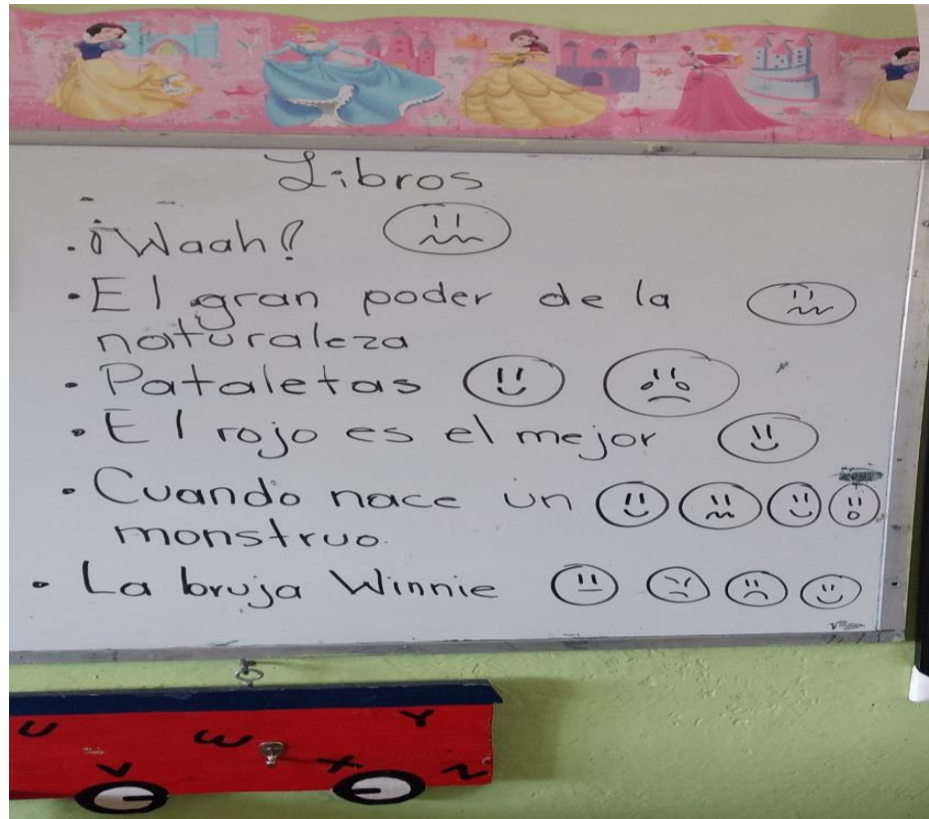 Libros
· ¡Waah!
· El gran poder de la
naturaleza
· Pataletas
· El rojo es el mejor
· Cuando nace un
monstruo.
· La bruja Winnie
U V W X Y Z